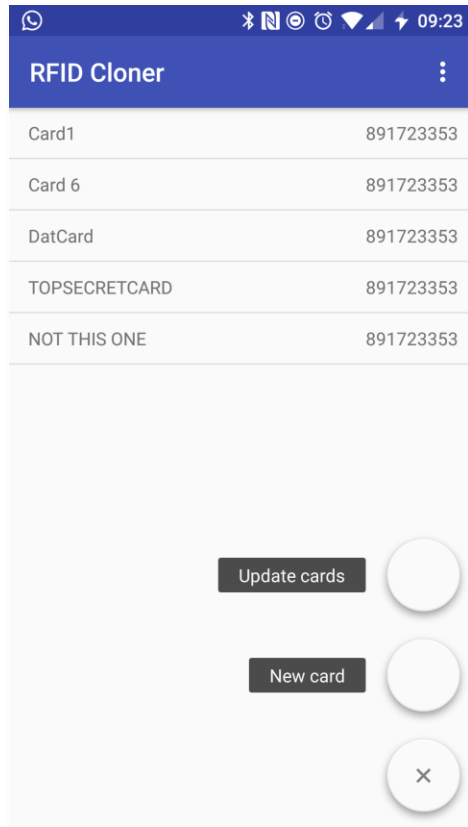 09:23
RFID Cloner
Card1 891723353
Card 6 891723353
DatCard 891723353
TOPSECRETCARD 891723353
NOT THIS ONE 891723353
Update cards
New card